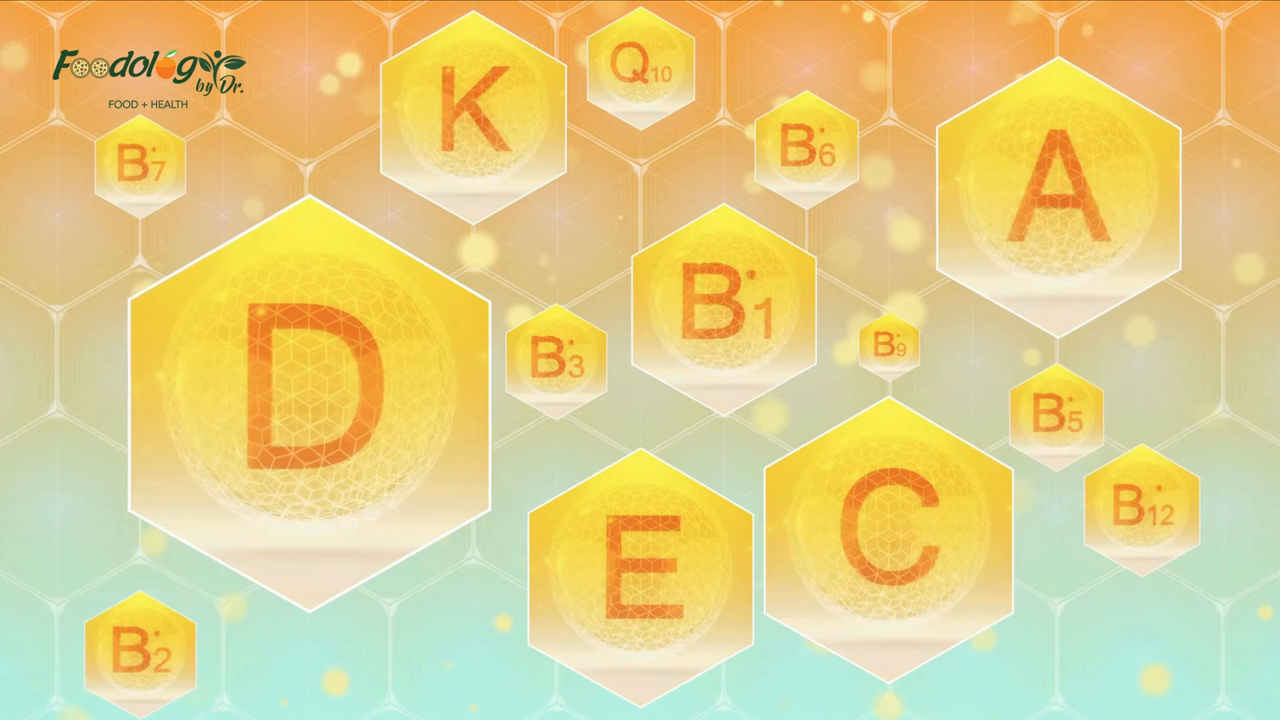 Foodology
by Dr.
FOOD + HEALTH
K
Q10
B6
A
B7
D
B3
B1
B9
B5
E
C
B12
B2